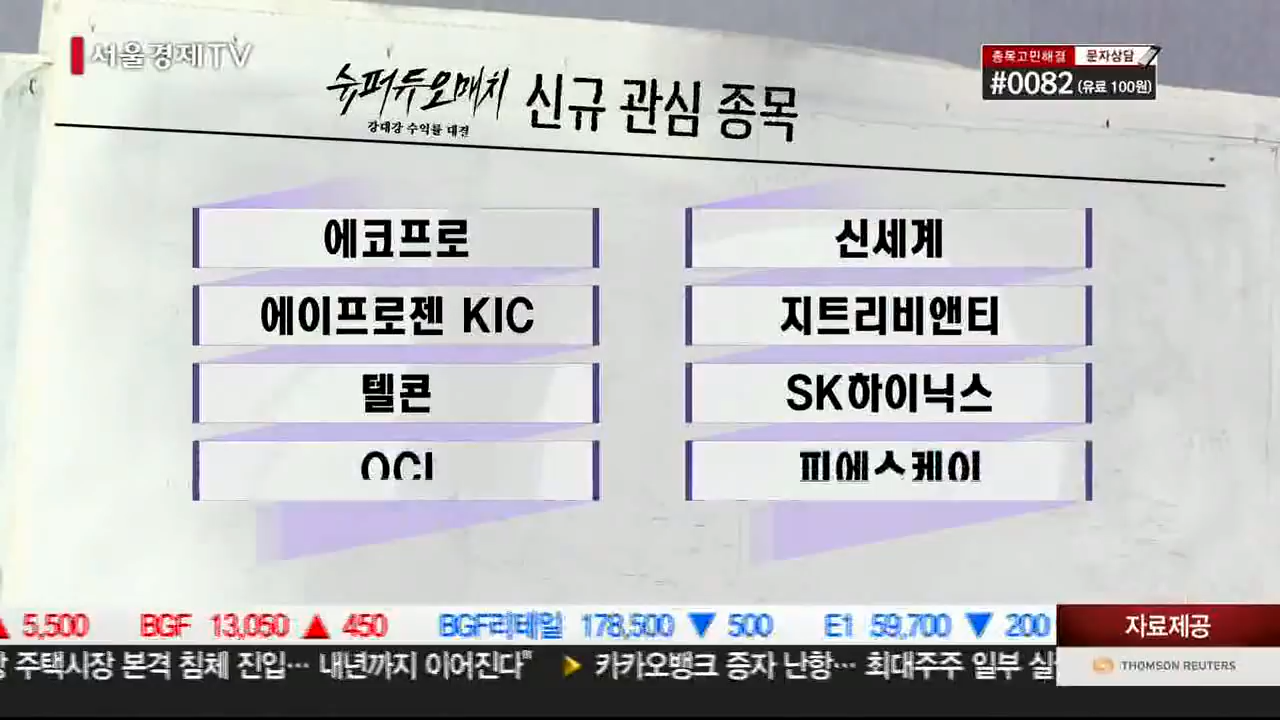 서울경제TV
종목고민해결 문자상담
#0082 (유료 100원)
슈퍼듀오매치 신규 관심 종목
강대강 수익률 대결
에코프로
신세계
에이프로젠 KIC
지트리비앤티
텔콘
SK하이닉스
OCI
피에스케이
▲ 5,500 BGF 13,050 ▲ 450 BGF리테일 178,500 ▼ 500 E1 59,700 ▼ 200
자료제공
주택시장 본격 침체 진입… 내년까지 이어진다" ▶ 카카오뱅크 증자 난항… 최대주주 일부
THOMSON REUTERS